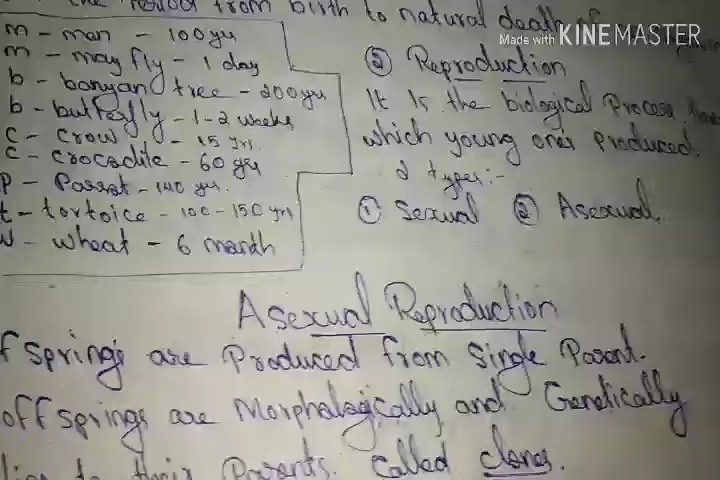 the from birth to natural death of
Made with KINEMASTER
m - man - 100 yrs
m - may fly - 1 day
b - banyan tree - 200 yrs
b - butterfly - 1-2 weeks
C - Crow - 15 yrs.
C - Crocodile - 60 yrs
P - Parrot - 140 yrs.
t - tortoice - 100-150 yrs
W - wheat - 6 month
③ Reproduction
It Is the biological Process
which young ones Produced.
2 types:-
① Sexual ② Asexual.
Asexual Reproduction
fsprings are Produced from Single Parent.
offsprings are Morphologically and Genetically
to their Parents. Called clones.